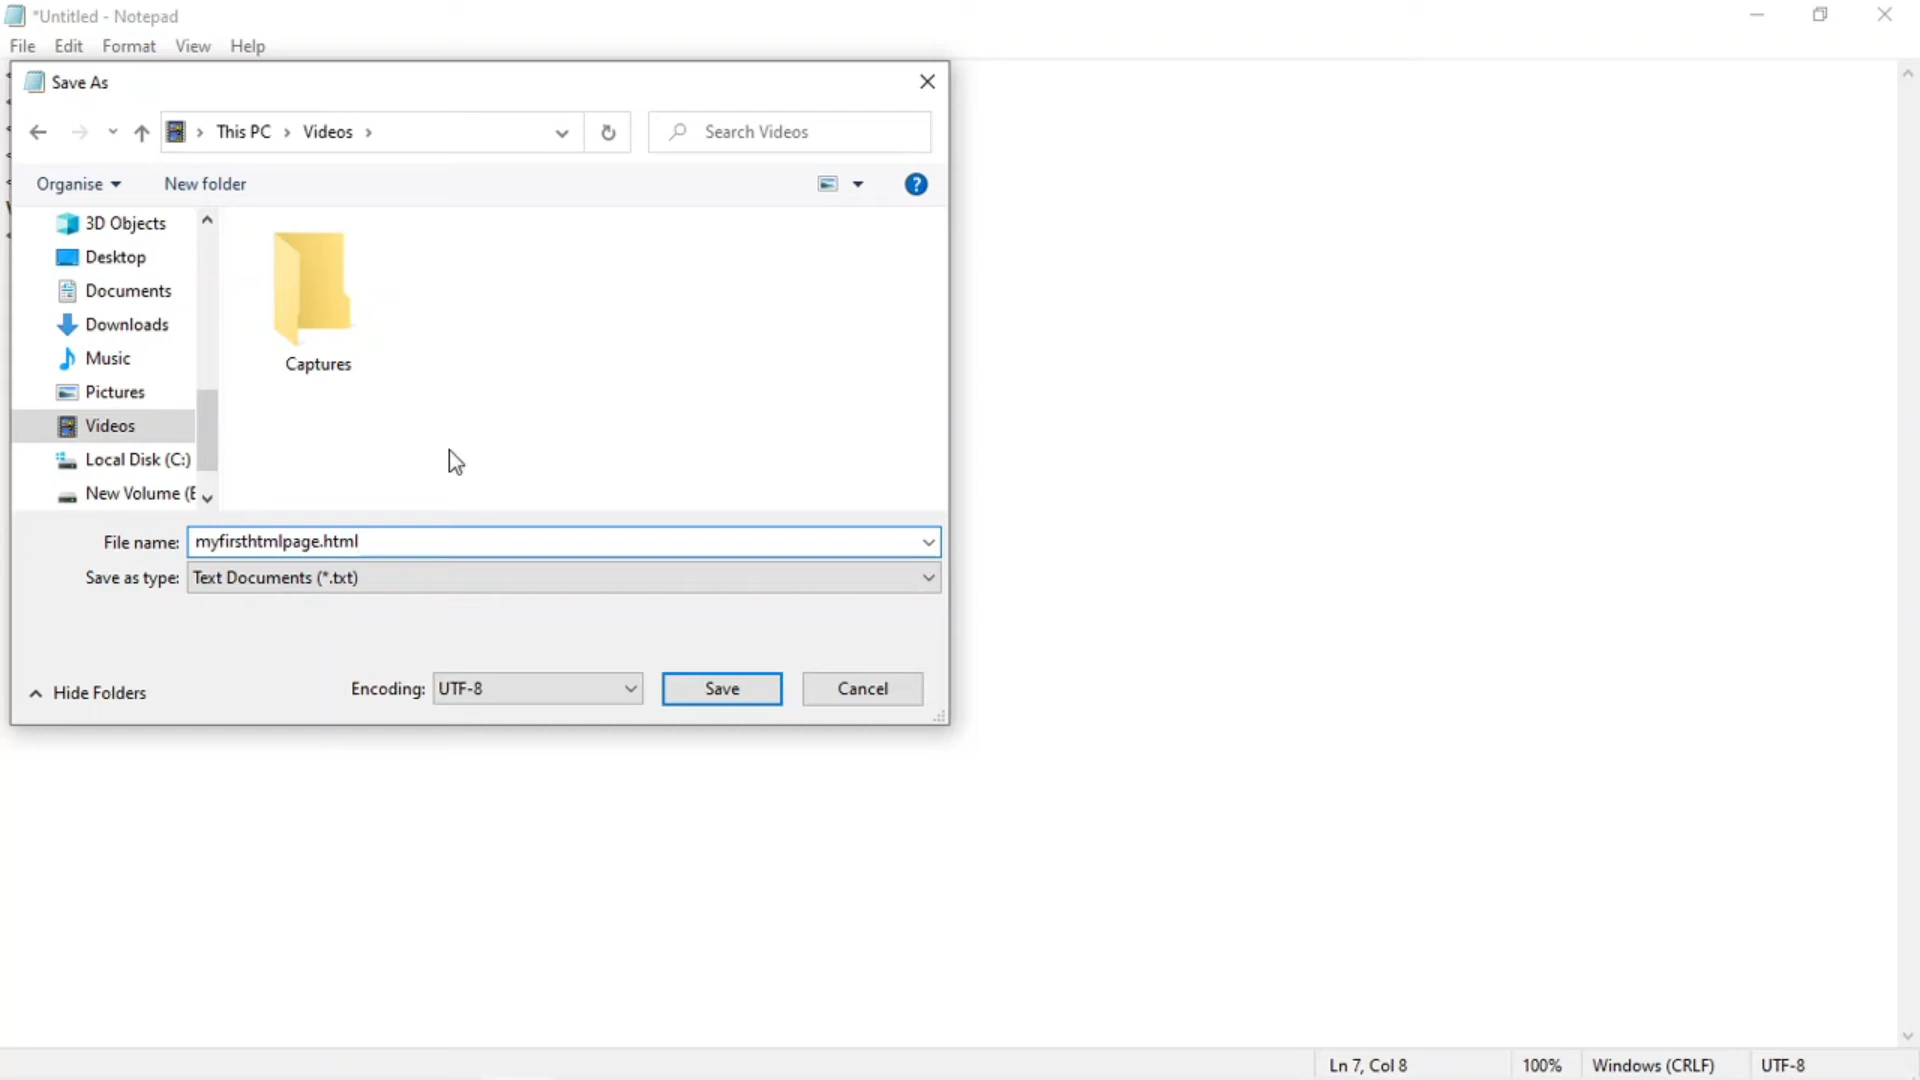 *Untitled - Notepad
File Edit Format View Help
Save As
This PC Videos
Search Videos
Organise New folder
3D Objects
Desktop
Documents
Downloads
Music
Pictures
Videos
Local Disk (C:)
New Volume (E
Captures
File name: myfirsthtmlpage.html
Save as type: Text Documents (*.txt)
Hide Folders Encoding: UTF-8 Save Cancel
Ln 7, Col 8 100% Windows (CRLF) UTF-8